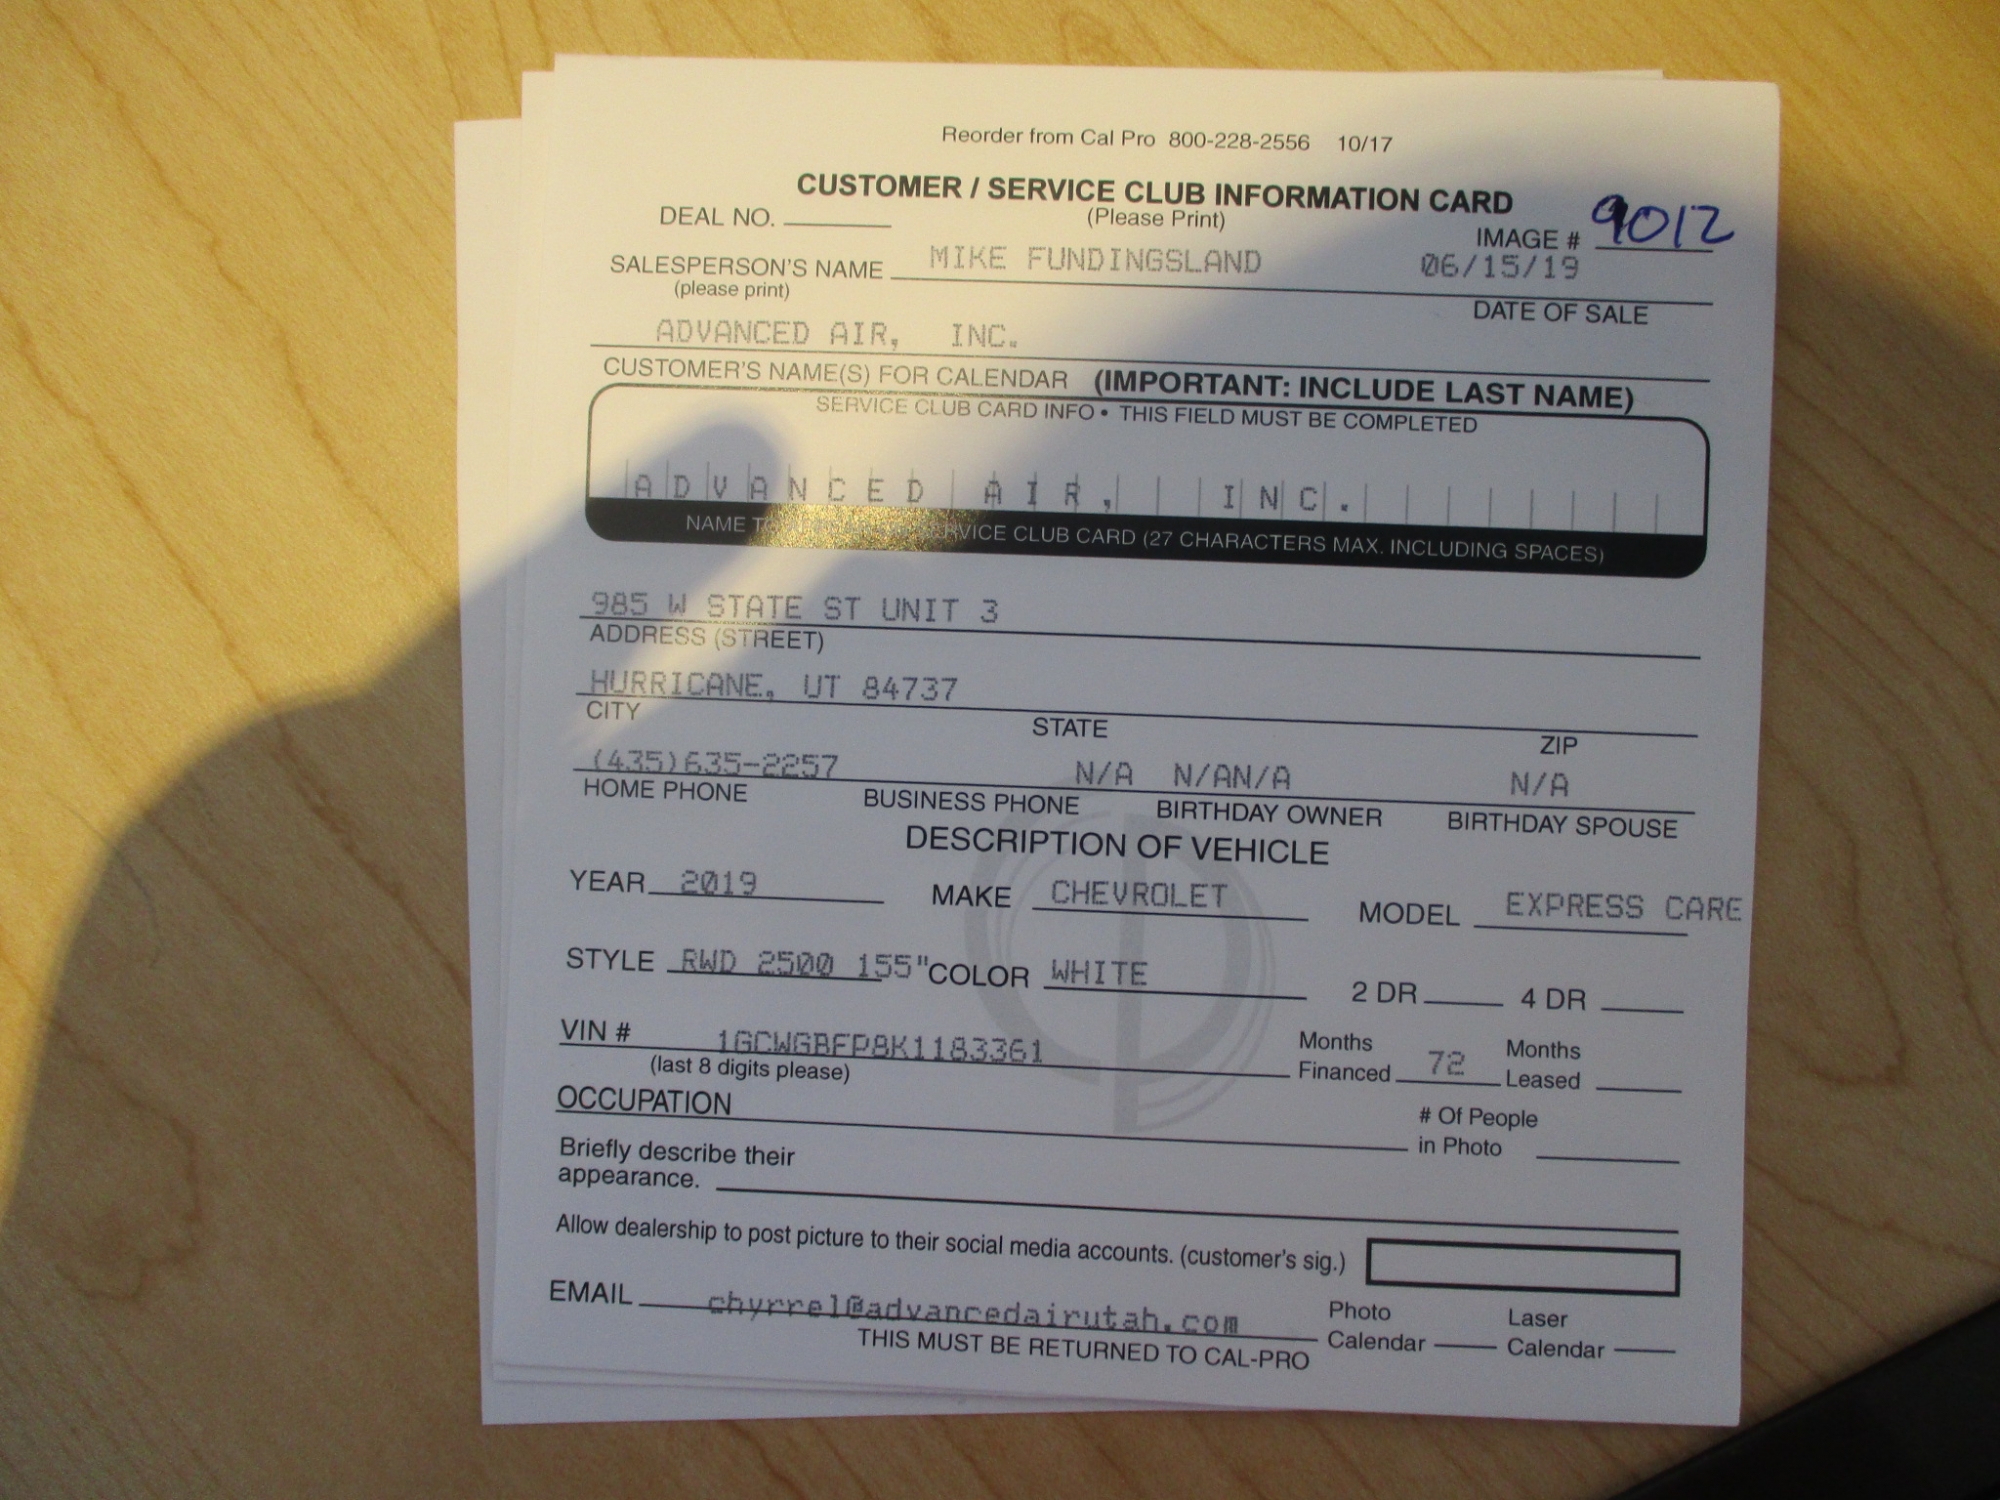 Reorder from Cal Pro 800-228-2556 10/17
CUSTOMER / SERVICE CLUB INFORMATION CARD
DEAL NO. (Please Print)
IMAGE # 9012
SALESPERSON'S NAME MIKE FUNDINGSLAND 06/15/19
(please print) DATE OF SALE
ADVANCED AIR, INC.
CUSTOMER'S NAME(S) FOR CALENDAR (IMPORTANT: INCLUDE LAST NAME)
SERVICE CLUB CARD INFO • THIS FIELD MUST BE COMPLETED
ADVANCED AIR, INC.
NAME SERVICE CLUB CARD (27 CHARACTERS MAX. INCLUDING SPACES)
985 W STATE ST UNIT 3
ADDRESS (STREET)
HURRICANE, UT 84737
CITY STATE ZIP
(435)635-2257 N/A N/AN/A N/A
HOME PHONE BUSINESS PHONE BIRTHDAY OWNER BIRTHDAY SPOUSE
DESCRIPTION OF VEHICLE
YEAR 2019 MAKE CHEVROLET MODEL EXPRESS CARE
STYLE RWD 2500 155" COLOR WHITE 2 DR 4 DR
VIN # 1GCWGBFP8K1183361 Months Financed 72 Months Leased
(last 8 digits please)
OCCUPATION # Of People in Photo
Briefly describe their
appearance.
Allow dealership to post picture to their social media accounts. (customer's sig.)
EMAIL chyrrel@advancedairutah.com Photo Calendar Laser Calendar
THIS MUST BE RETURNED TO CAL-PRO